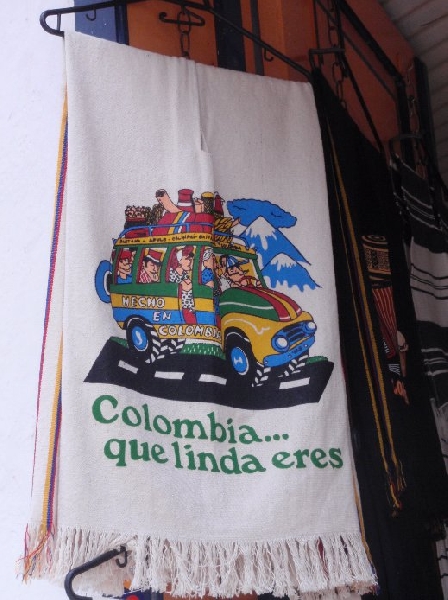 HECHO
EN
COLOMBIA
Colombia...
que linda eres